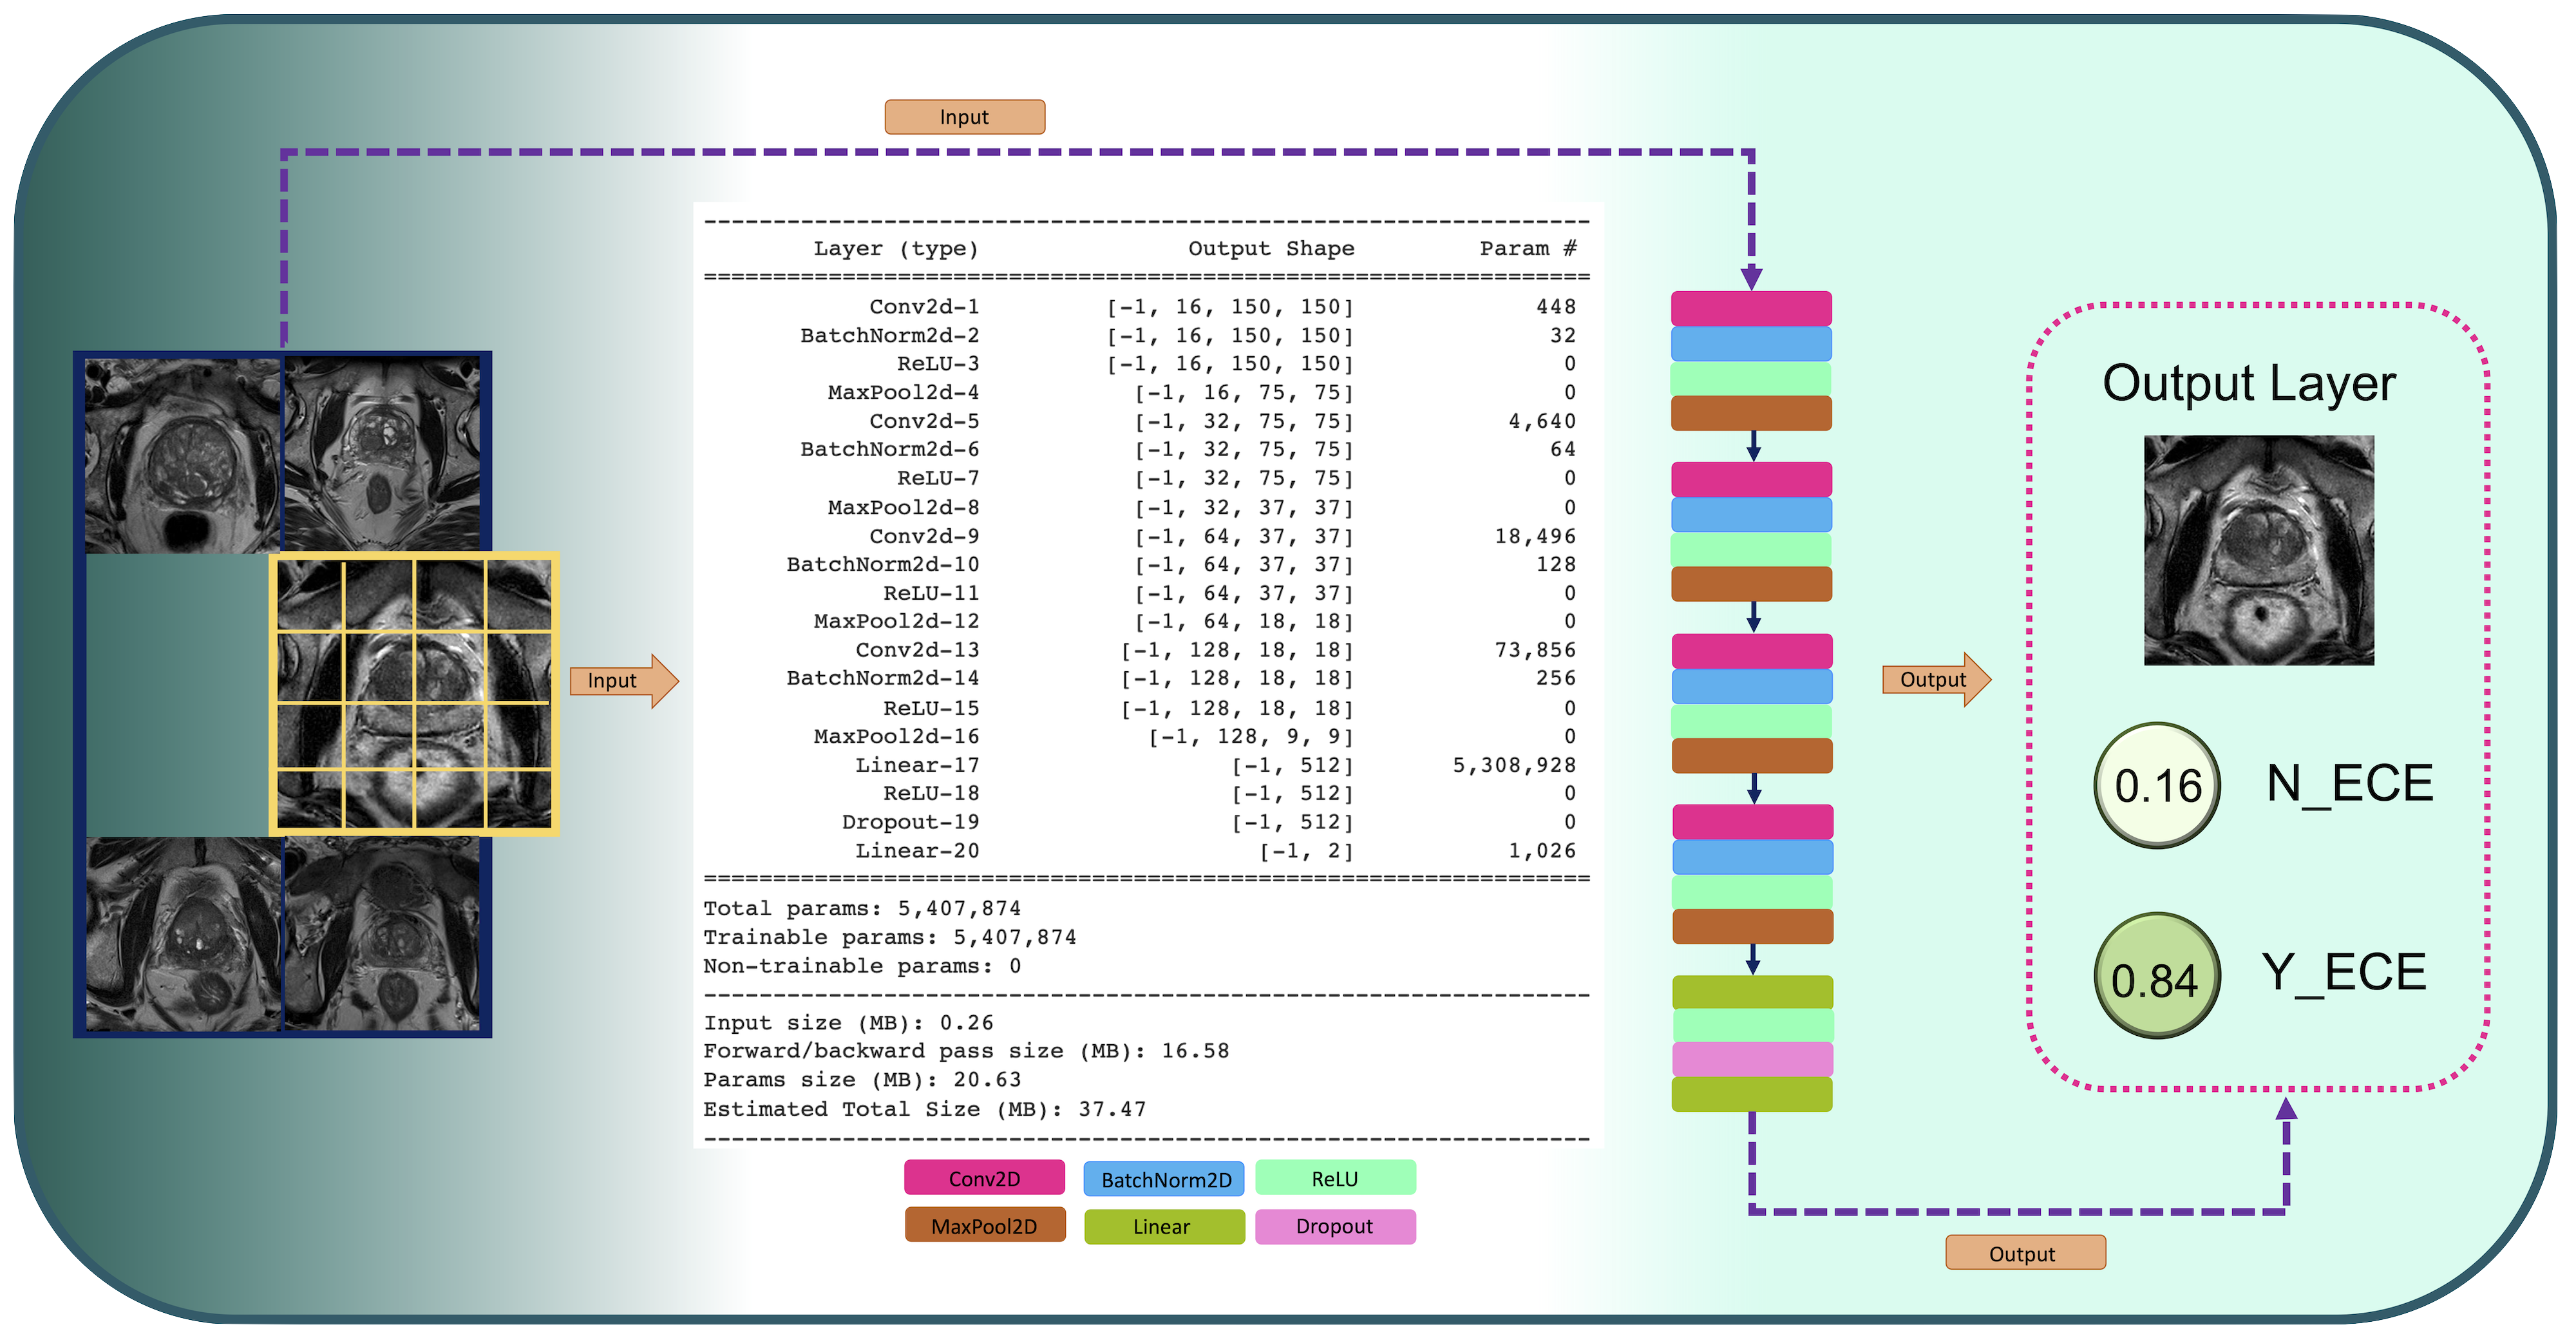 Input
----------------------------------------------------------------
Layer (type) Output Shape Param #
================================================================
Conv2d-1 [-1, 16, 150, 150] 448
BatchNorm2d-2 [-1, 16, 150, 150] 32
ReLU-3 [-1, 16, 150, 150] 0
MaxPool2d-4 [-1, 16, 75, 75] 0
Conv2d-5 [-1, 32, 75, 75] 4,640
BatchNorm2d-6 [-1, 32, 75, 75] 64
ReLU-7 [-1, 32, 75, 75] 0
MaxPool2d-8 [-1, 32, 37, 37] 0
Conv2d-9 [-1, 64, 37, 37] 18,496
BatchNorm2d-10 [-1, 64, 37, 37] 128
ReLU-11 [-1, 64, 37, 37] 0
MaxPool2d-12 [-1, 64, 18, 18] 0
Conv2d-13 [-1, 128, 18, 18] 73,856
BatchNorm2d-14 [-1, 128, 18, 18] 256
ReLU-15 [-1, 128, 18, 18] 0
MaxPool2d-16 [-1, 128, 9, 9] 0
Linear-17 [-1, 512] 5,308,928
ReLU-18 [-1, 512] 0
Dropout-19 [-1, 512] 0
Linear-20 [-1, 2] 1,026
================================================================
Total params: 5,407,874
Trainable params: 5,407,874
Non-trainable params: 0
----------------------------------------------------------------
Input size (MB): 0.26
Forward/backward pass size (MB): 16.58
Params size (MB): 20.63
Estimated Total Size (MB): 37.47
----------------------------------------------------------------
Input
Conv2D BatchNorm2D ReLU
MaxPool2D Linear Dropout
Output
Output Layer
0.16 N_ECE
0.84 Y_ECE
Output